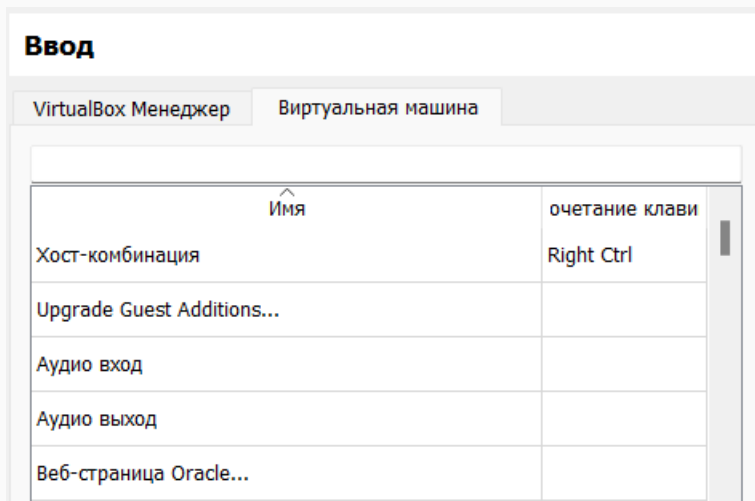 Ввод
VirtualBox Менеджер Виртуальная машина
Имя очетание клави
Хост-комбинация Right Ctrl
Upgrade Guest Additions...
Аудио вход
Аудио выход
Веб-страница Oracle...